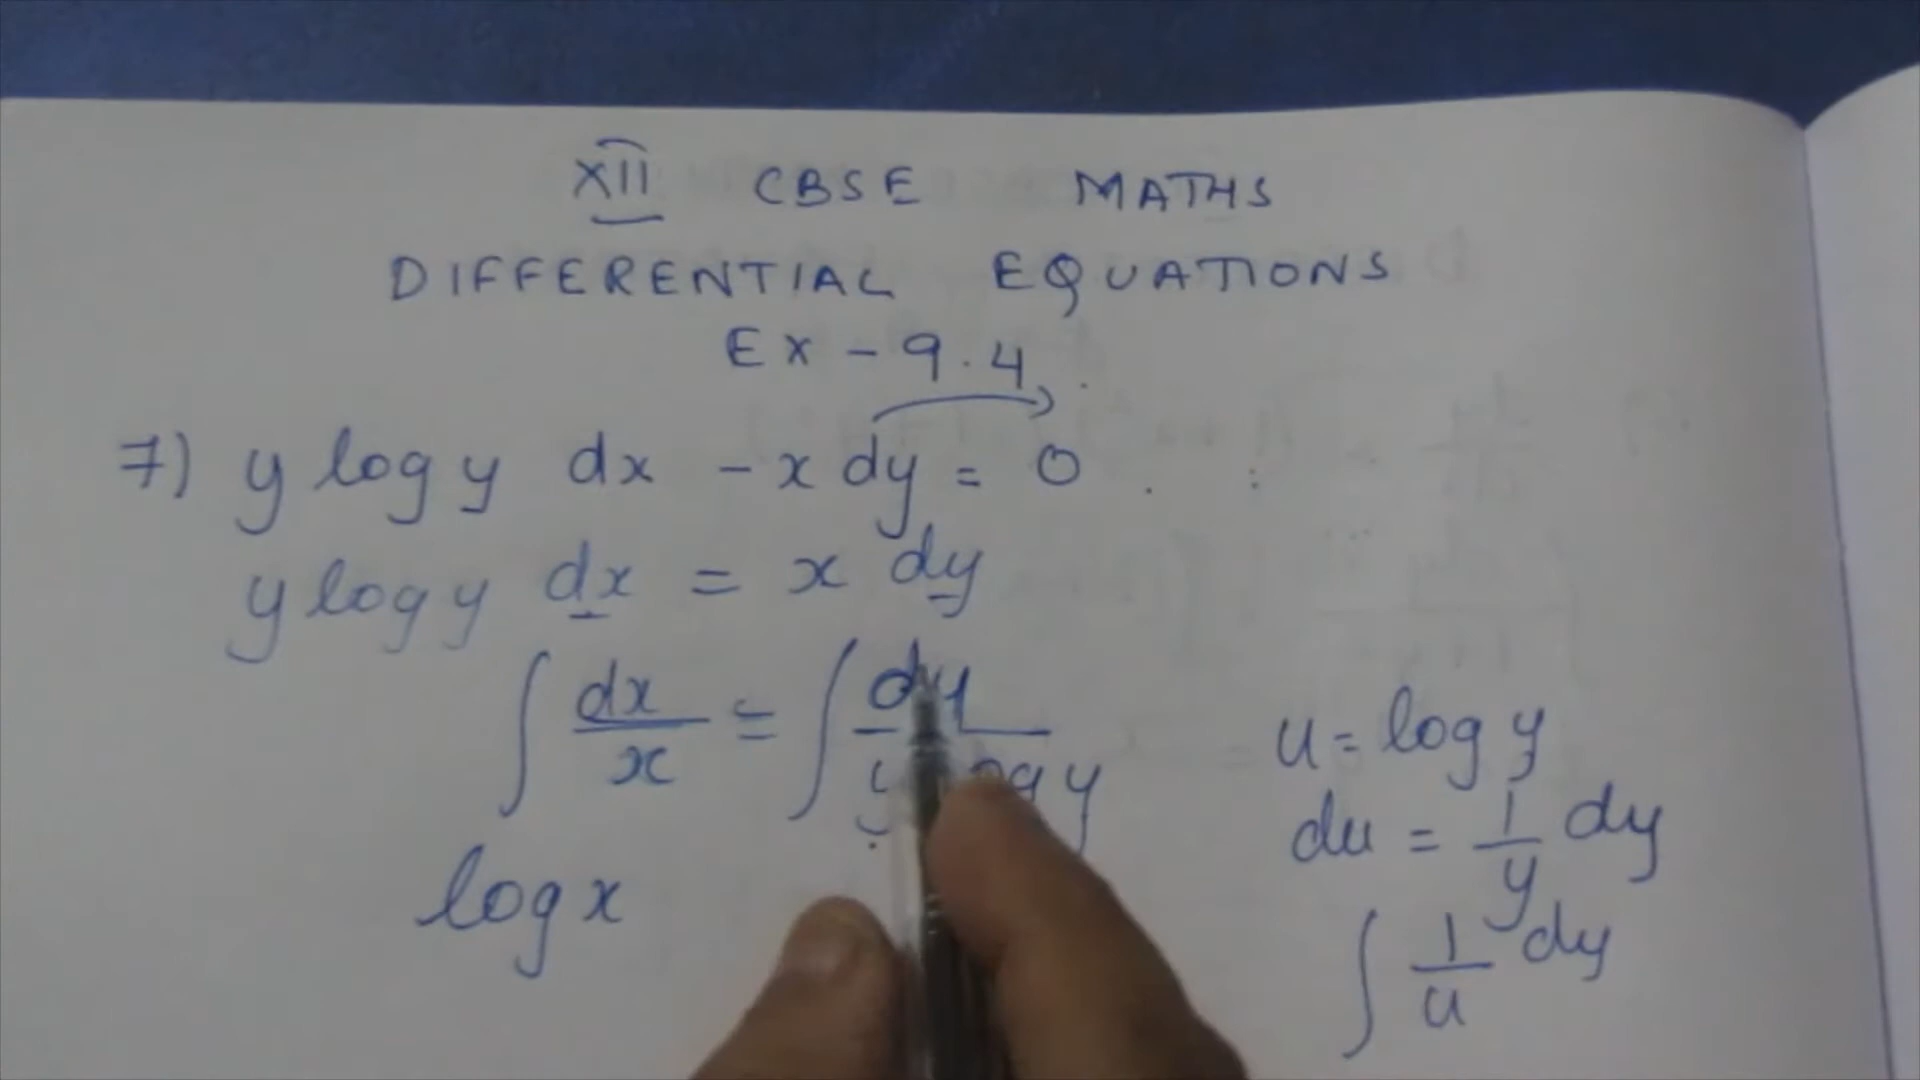 XII CBSE MATHS
DIFFERENTIAL EQUATIONS
Ex - 9.4
7) y log y dx - x dy = 0
y log y dx = x dy
∫ dx/x = ∫ dy/y log y
log x
u = log y
du = 1/y dy
∫ 1/u dy